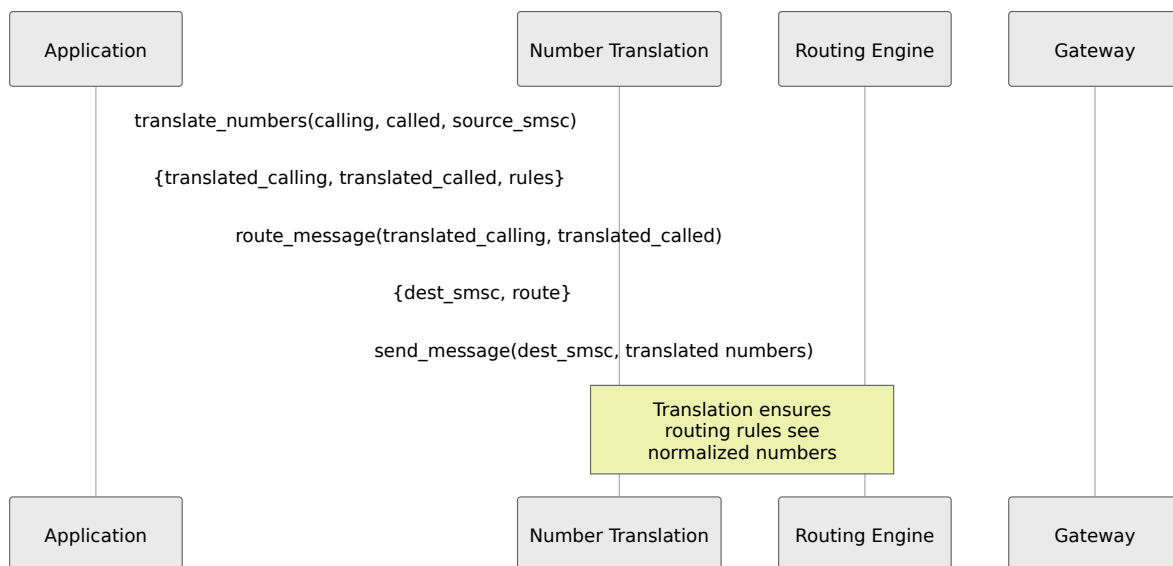 Application
Number Translation
Routing Engine
Gateway
translate_numbers(calling, called, source_smsc)
{translated_calling, translated_called, rules}
route_message(translated_calling, translated_called)
{dest_smsc, route}
send_message(dest_smsc, translated numbers)
Translation ensures
routing rules see
normalized numbers
Application
Number Translation
Routing Engine
Gateway